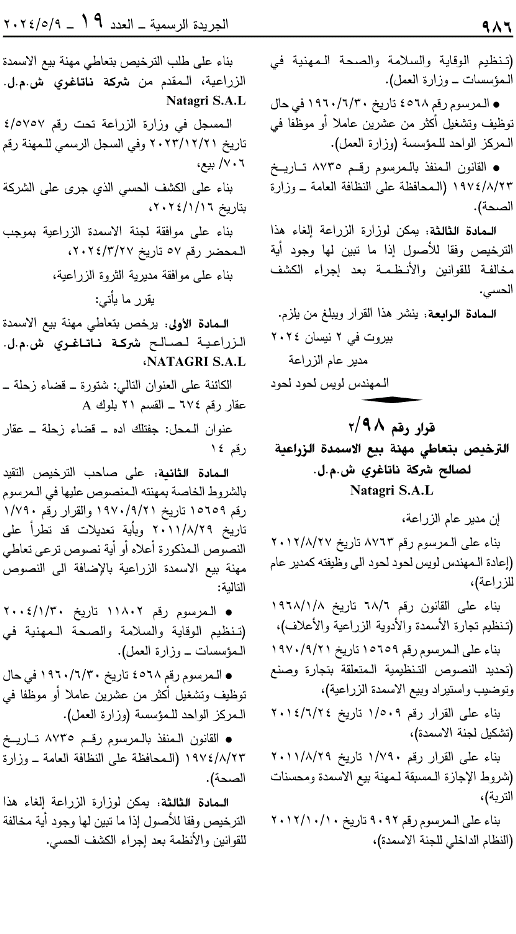 ٩٨٦
الجريدة الرسمية ــ العدد ١٩ ــ ٢٠٢٤/٥/٩
(تنظيم الوقاية والسلامة والصحة المهنية في
المؤسسات ــ وزارة العمل).
• المرسوم رقم ٤٥٦٨ تاريخ ١٩٦٠/٦/٣٠ في حال
توظيف وتشغيل أكثر من عشرين عاملا أو موظفا في
المركز الواحد للمؤسسة (وزارة العمل).
• القانون المنفذ بالمرسوم رقم ٨٧٣٥ تاريخ
١٩٧٤/٨/٢٣ (المحافظة على النظافة العامة ــ وزارة
الصحة).
المادة الثالثة: يمكن لوزارة الزراعة إلغاء هذا
الترخيص وفقا للأصول إذا ما تبين لها وجود أية
مخالفة للقوانين والأنظمة بعد إجراء الكشف
الحسي.
المادة الرابعة: ينشر هذا القرار ويبلغ من يلزم.
بيروت في ٢ نيسان ٢٠٢٤
مدير عام الزراعة
المهندس لويس لحود لحود
قرار رقم ٢/٩٨
الترخيص بتعاطي مهنة بيع الاسمدة الزراعية
لصالح شركة ناتاغري ش.م.ل.
Natagri S.A.L
إن مدير عام الزراعة،
بناء على المرسوم رقم ٨٧٦٣ تاريخ ٢٠١٢/٨/٢٧
(إعادة المهندس لويس لحود لحود الى وظيفته كمدير عام
للزراعة)،
بناء على القانون رقم ٦٨/٦ تاريخ ١٩٦٨/١/٨
(تنظيم تجارة الأسمدة والأدوية الزراعية والأعلاف)،
بناء على المرسوم رقم ١٥٦٥٩ تاريخ ١٩٧٠/٩/٢١
(تحديد النصوص التنظيمية المتعلقة بتجارة وصنع
وتوضيب واستيراد وبيع الاسمدة الزراعية)،
بناء على القرار رقم ١/٥٠٩ تاريخ ٢٠١٤/٦/٢٤
(تشكيل لجنة الاسمدة)،
بناء على القرار رقم ١/٧٩٠ تاريخ ٢٠١١/٨/٢٩
(شروط الإجازة المسبقة لمهنة بيع الاسمدة ومحسنات
التربة)،
بناء على المرسوم رقم ٩٠٩٢ تاريخ ٢٠١٢/١٠/١٠
(النظام الداخلي للجنة الاسمدة)،
بناء على طلب الترخيص بتعاطي مهنة بيع الاسمدة
الزراعية، المقدم من شركة ناتاغري ش.م.ل.
Natagri S.A.L
المسجل في وزارة الزراعة تحت رقم ٤/٥٧٥٧
تاريخ ٢٠٢٣/١٢/٢١ وفي السجل الرسمي للمهنة رقم
٧٠٦/ بيع،
بناء على الكشف الحسي الذي جرى على الشركة
بتاريخ ٢٠٢٤/١/١٦،
بناء على موافقة لجنة الاسمدة الزراعية بموجب
المحضر رقم ٥٧ تاريخ ٢٠٢٤/٣/٢٧،
بناء على موافقة مديرية الثروة الزراعية،
يقرر ما يأتي:
المادة الأولى: يرخص بتعاطي مهنة بيع الاسمدة
الزراعية لصالح شركة ناتاغري ش.م.ل.
NATAGRI S.A.L،
الكائنة على العنوان التالي: شتورة ــ قضاء زحلة ــ
عقار رقم ٦٧٤ ــ القسم ٢١ بلوك A
عنوان المحل: جفتلك اده ــ قضاء زحلة ــ عقار
رقم ١٤
المادة الثانية: على صاحب الترخيص التقيد
بالشروط الخاصة بمهنته المنصوص عليها في المرسوم
رقم ١٥٦٥٩ تاريخ ١٩٧٠/٩/٢١ والقرار رقم ١/٧٩٠
تاريخ ٢٠١١/٨/٢٩ وبأية تعديلات قد تطرأ على
النصوص المذكورة أعلاه أو أية نصوص ترعى تعاطي
مهنة بيع الاسمدة الزراعية بالإضافة الى النصوص
التالية:
• المرسوم رقم ١١٨٠٢ تاريخ ٢٠٠٤/١/٣٠
(تنظيم الوقاية والسلامة والصحة المهنية في
المؤسسات ــ وزارة العمل).
• المرسوم رقم ٤٥٦٨ تاريخ ١٩٦٠/٦/٣٠ في حال
توظيف وتشغيل أكثر من عشرين عاملا أو موظفا في
المركز الواحد للمؤسسة (وزارة العمل).
• القانون المنفذ بالمرسوم رقم ٨٧٣٥ تاريخ
١٩٧٤/٨/٢٣ (المحافظة على النظافة العامة ــ وزارة
الصحة).
المادة الثالثة: يمكن لوزارة الزراعة إلغاء هذا
الترخيص وفقا للأصول إذا ما تبين لها وجود أية مخالفة
للقوانين والأنظمة بعد إجراء الكشف الحسي.